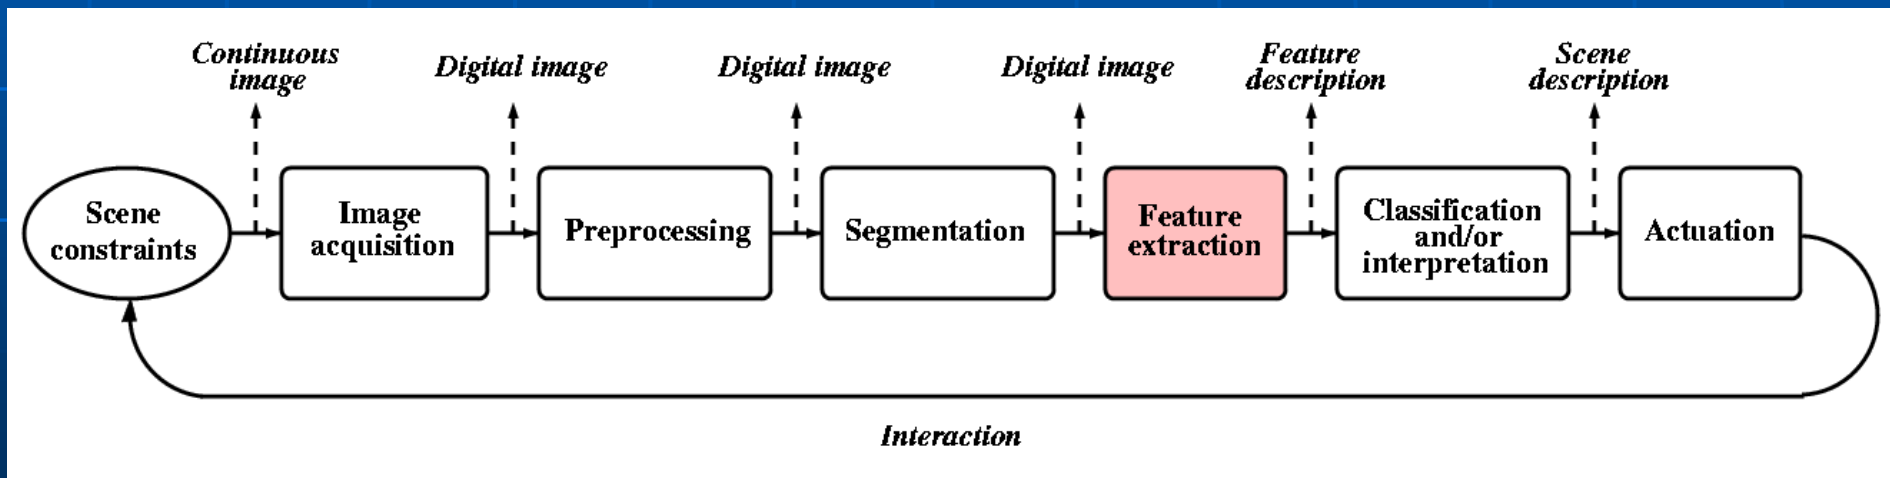 Continuous
image
Digital image
Digital image
Digital image
Feature
description
Scene
description
Scene
constraints
Image
acquisition
Preprocessing
Segmentation
Feature
extraction
Classification
and/or
interpretation
Actuation
Interaction